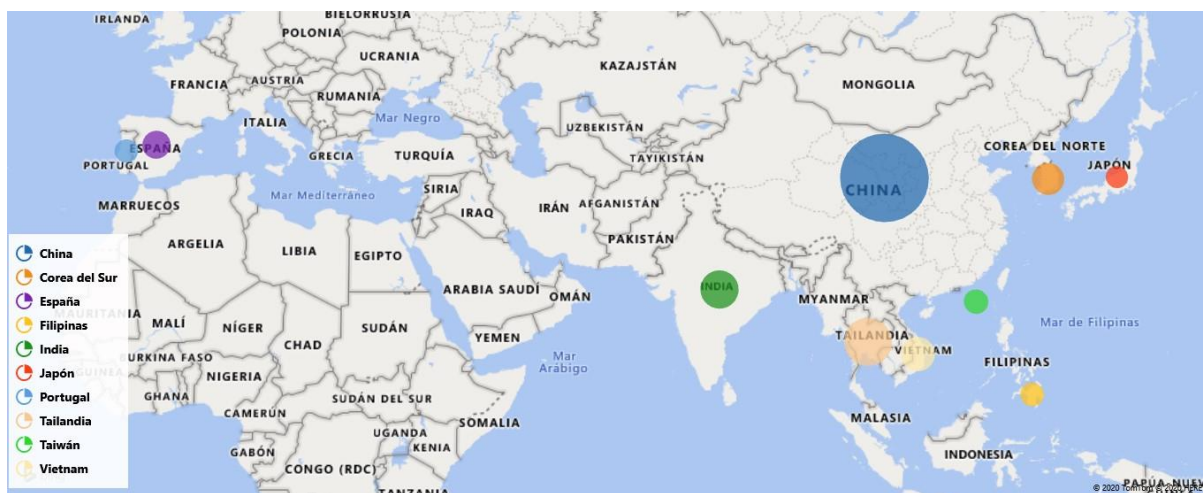 IRLANDA
BIELORRUSIA
POLONIA
UCRANIA
KAZAJSTÁN
FRANCIA
AUSTRIA
MONGOLIA
RUMANIA
ITALIA
Mar Negro
UZBEKISTÁN
ESPAÑA
COREA DEL NORTE
PORTUGAL
GRECIA
TURQUÍA
TAYIKISTÁN
JAPÓN
Mar Mediterráneo
SIRIA
CHINA
MARRUECOS
IRAQ
IRÁN
AFGANISTÁN
ARGELIA
LIBIA
EGIPTO
PAKISTÁN
ARABIA SAUDÍ
OMÁN
INDIA
MYANMAR
MAURITANIA
MALÍ
NÍGER
SUDÁN
YEMEN
TAILANDIA
Mar de Filipinas
CHAD
VIETNAM
BURKINA FASO
Mar
Arábigo
FILIPINAS
GUINEA
NIGERIA
GHANA
SUDÁN DEL SUR
CAMERÚN
SOMALIA
MALASIA
UGANDA
GABÓN
KENIA
INDONESIA
CONGO (RDC)
TANZANIA
China
Corea del Sur
España
Filipinas
India
Japón
Portugal
Tailandia
Taiwán
Vietnam
© 2020 TomTom © 2020 HERE